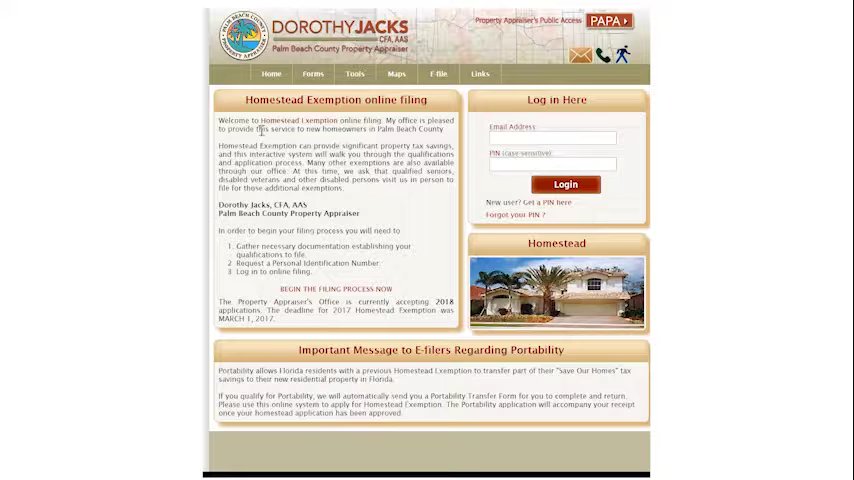 PALM BEACH COUNTY
PROPERTY APPRAISER
DOROTHY JACKS
CFA, AAS
Palm Beach County Property Appraiser
Property Appraiser's Public Access
PAPA
Home Forms Tools Maps E-file Links
Homestead Exemption online filing
Welcome to Homestead Exemption online filing. My office is pleased
to provide this service to new homeowners in Palm Beach County
Homestead Exemption can provide significant property tax savings,
and this interactive system will walk you through the qualifications
and application process. Many other exemptions are also available
through our office. At this time, we ask that qualified seniors,
disabled veterans and other disabled persons visit us in person to
file for those additional exemptions.
Dorothy Jacks, CFA, AAS
Palm Beach County Property Appraiser
In order to begin your filing process you will need to
1. Gather necessary documentation establishing your
qualifications to file.
2. Request a Personal Identification Number.
3. Log in to online filing.
BEGIN THE FILING PROCESS NOW
The Property Appraiser's Office is currently accepting 2018
applications. The deadline for 2017 Homestead Exemption was
MARCH 1, 2017.
Log in Here
Email Address:
PIN (case-sensitive):
Login
New user? Get a PIN here
Forgot your PIN ?
Homestead
Important Message to E-filers Regarding Portability
Portability allows Florida residents with a previous Homestead Exemption to transfer part of their "Save Our Homes" tax
savings to their new residential property in Florida.
If you qualify for Portability, we will automatically send you a Portability Transfer Form for you to complete and return.
Please use this online system to apply for Homestead Exemption. The Portability application will accompany your receipt
once your homestead application has been approved.